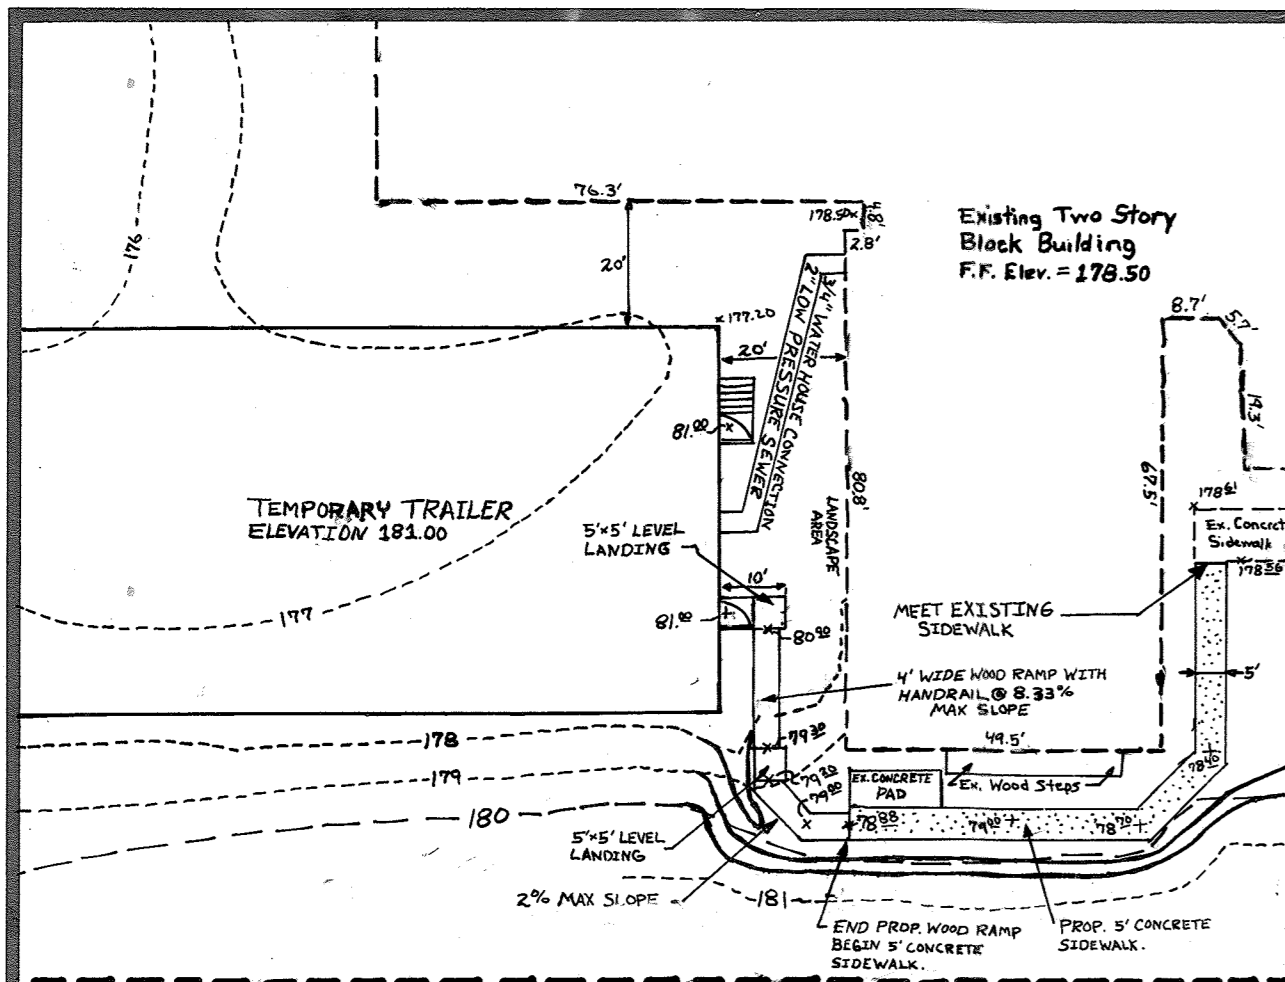 76.3'
178.50x
4.8'
2.8'
Existing Two Story
Block Building
F.F. Elev. = 178.50
176
20'
x 177.20
20'
3/4" WATER HOUSE CONNECTION
2" LOW PRESSURE SEWER
8.7'
5.7'
19.3'
81.00
80.8'
67.5'
LANDSCAPE
AREA
TEMPORARY TRAILER
ELEVATION 181.00
178 61
Ex. Concret
Sidewalk
178 56
5'x5' LEVEL
LANDING
10'
177
81.00
80 90
MEET EXISTING
SIDEWALK
4' WIDE WOOD RAMP WITH
HANDRAIL @ 8.33%
MAX SLOPE
5'
178
79 30
49.5'
179
79 20
79 00
EX. CONCRETE
PAD
Ex. Wood Steps
78 40
180
78 88
79 00
78 70
5'x5' LEVEL
LANDING
2% MAX SLOPE
181
END PROP. WOOD RAMP
BEGIN 5' CONCRETE
SIDEWALK.
PROP. 5' CONCRETE
SIDEWALK.